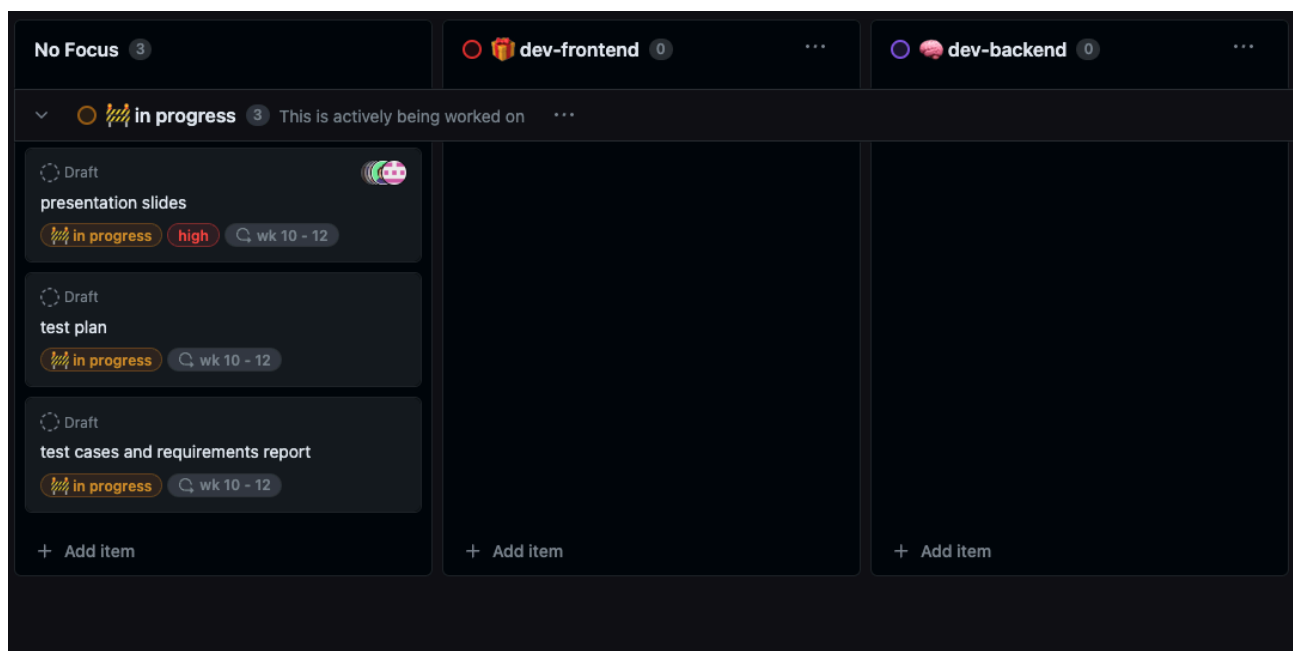 No Focus 3
dev-frontend 0 ...
dev-backend 0 ...
in progress 3 This is actively being worked on ...
Draft
presentation slides
in progress high wk 10 - 12
Draft
test plan
in progress wk 10 - 12
Draft
test cases and requirements report
in progress wk 10 - 12
+ Add item
+ Add item
+ Add item